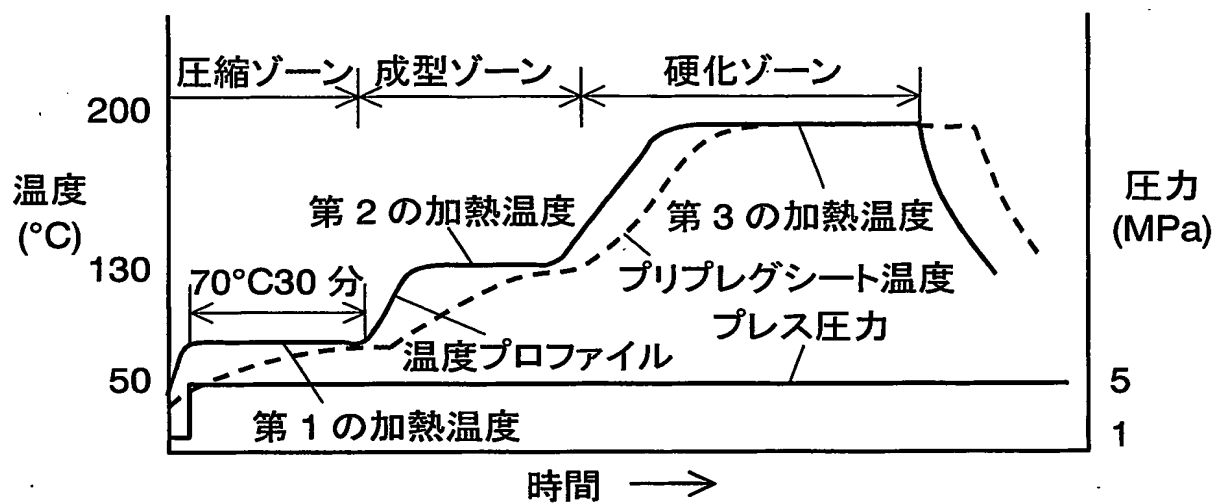 圧縮ゾーン 成型ゾーン 硬化ゾーン
200
温度
(°C)
第2の加熱温度
第3の加熱温度
圧力
(MPa)
130
70°C30分
プリプレグシート温度
プレス圧力
温度プロファイル
50
5
第1の加熱温度
1
時間